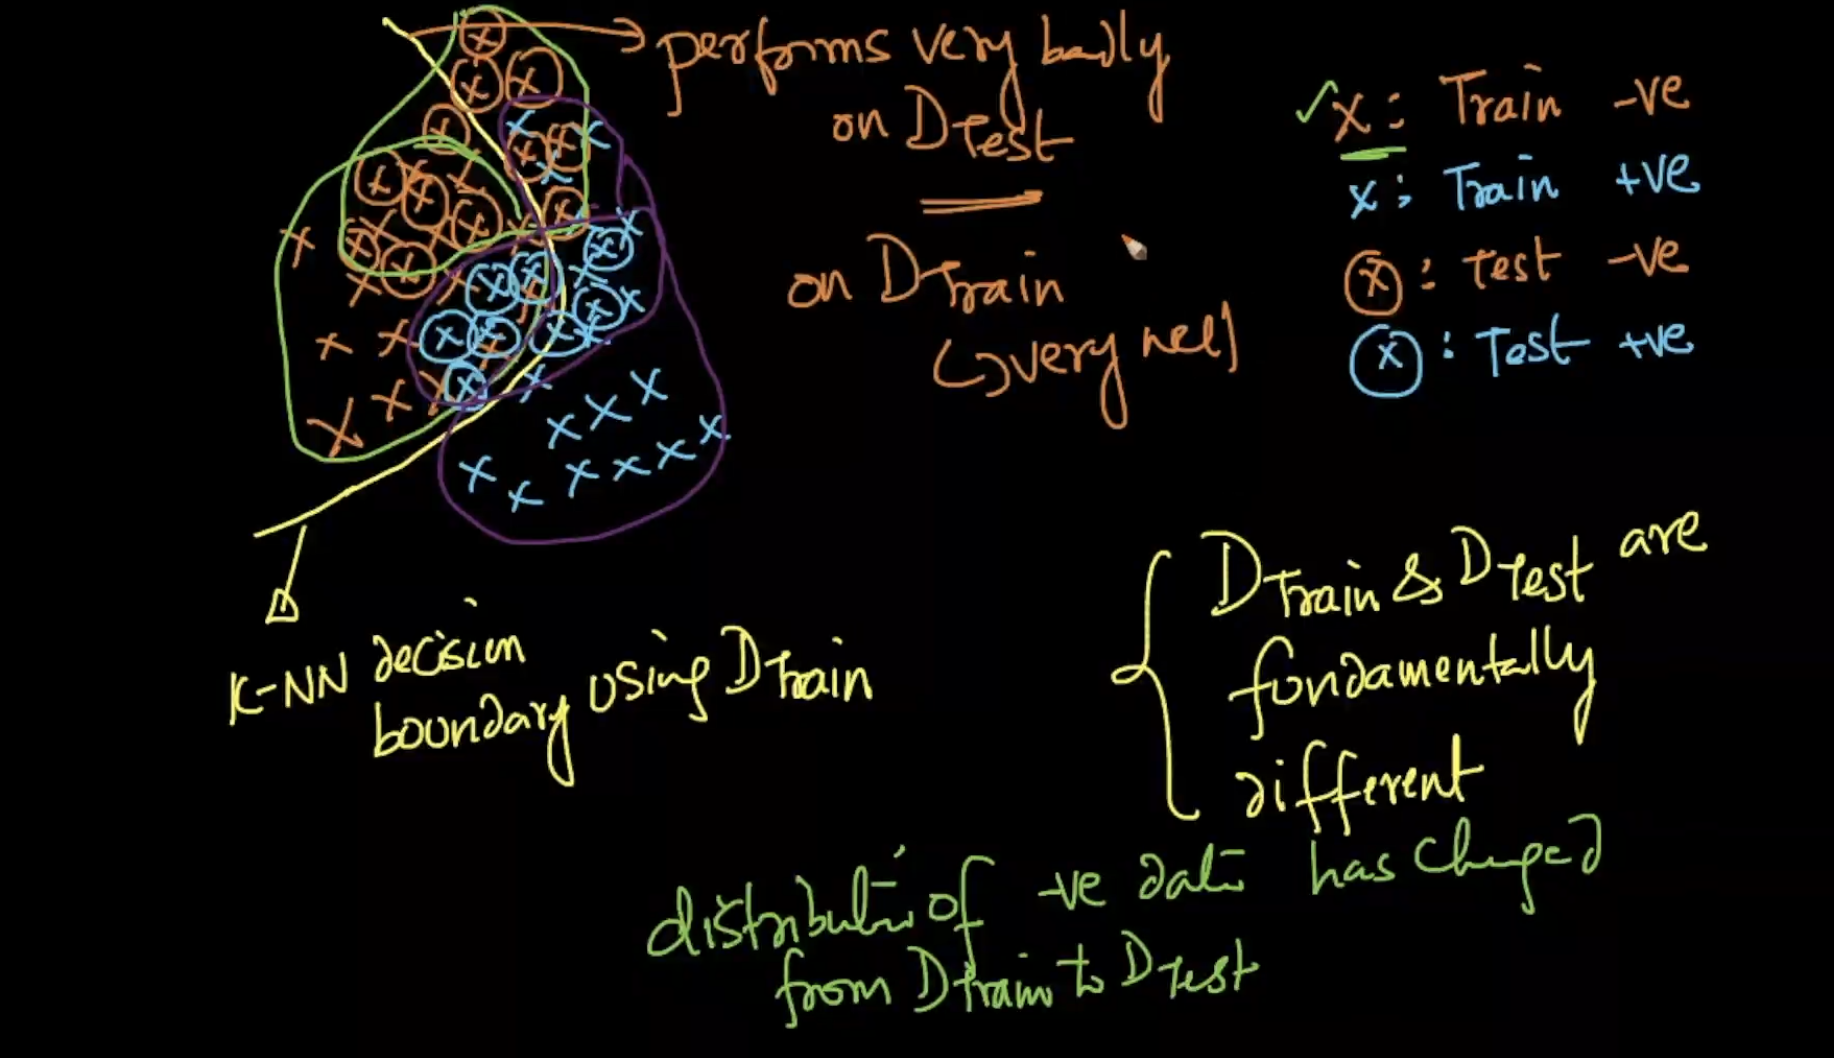 performs very badly
on DTest
on DTrain
(↳very well)
x : Train -ve
x : Train +ve
x : Test -ve
x : Test +ve
K-NN decision
boundary using DTrain
DTrain & DTest are
fundamentally
different
distributi of -ve data has changed
from DTrain to DTest